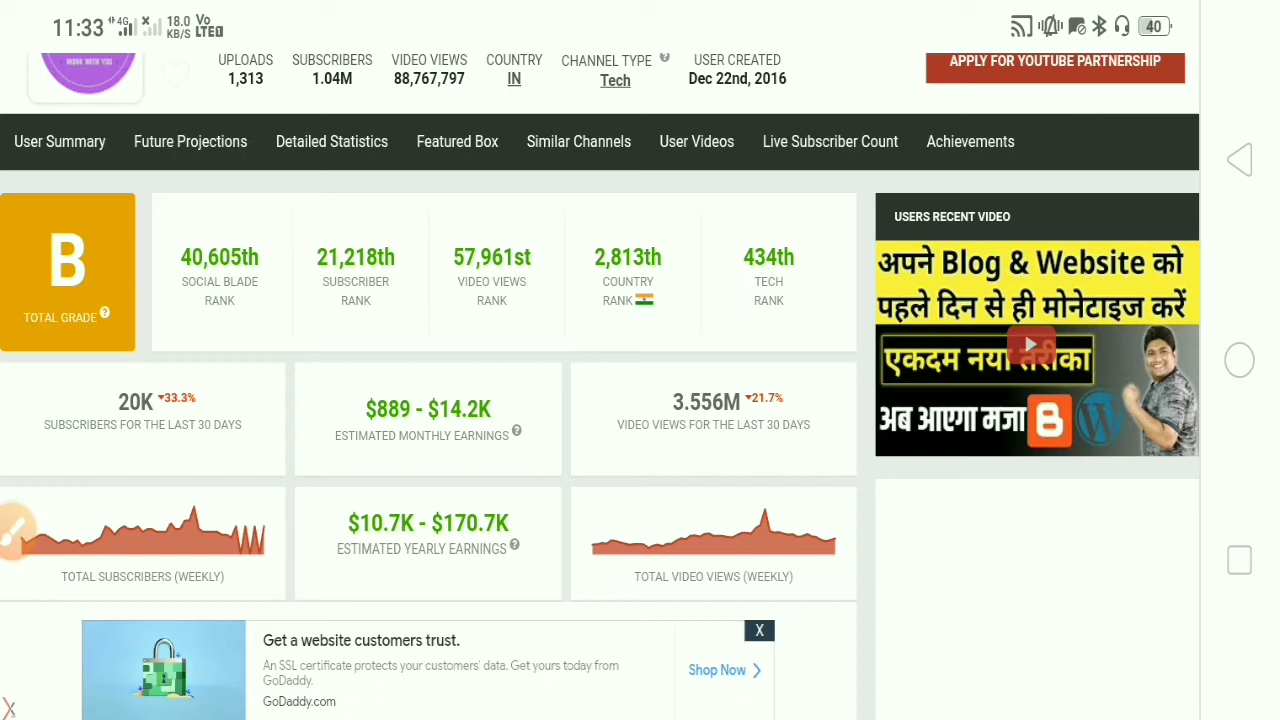 11:33 4G 18.0 KB/S Vo LTE 40
WORK WITH YOU
UPLOADS SUBSCRIBERS VIDEO VIEWS COUNTRY CHANNEL TYPE ? USER CREATED
1,313 1.04M 88,767,797 IN Tech Dec 22nd, 2016
APPLY FOR YOUTUBE PARTNERSHIP
User Summary Future Projections Detailed Statistics Featured Box Similar Channels User Videos Live Subscriber Count Achievements
B
TOTAL GRADE ?
40,605th 21,218th 57,961st 2,813th 434th
SOCIAL BLADE SUBSCRIBER VIDEO VIEWS COUNTRY TECH
RANK RANK RANK RANK RANK
USERS RECENT VIDEO
अपने Blog & Website को
पहले दिन से ही मोनेटाइज करें
एकदम नया तरीका
अब आएगा मजा
20K 33.3%
SUBSCRIBERS FOR THE LAST 30 DAYS
$889 - $14.2K
ESTIMATED MONTHLY EARNINGS ?
3.556M 21.7%
VIDEO VIEWS FOR THE LAST 30 DAYS
TOTAL SUBSCRIBERS (WEEKLY)
$10.7K - $170.7K
ESTIMATED YEARLY EARNINGS ?
TOTAL VIDEO VIEWS (WEEKLY)
X
Get a website customers trust.
An SSL certificate protects your customers' data. Get yours today from
GoDaddy.
GoDaddy.com
Shop Now